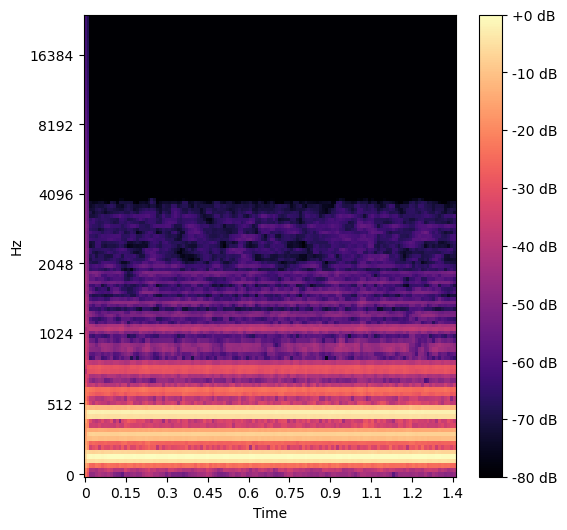 +0 dB
16384
-10 dB
8192
-20 dB
4096
-30 dB
Hz
-40 dB
2048
-50 dB
1024
-60 dB
512
-70 dB
0
-80 dB
0 0.15 0.3 0.45 0.6 0.75 0.9 1.1 1.2 1.4
Time